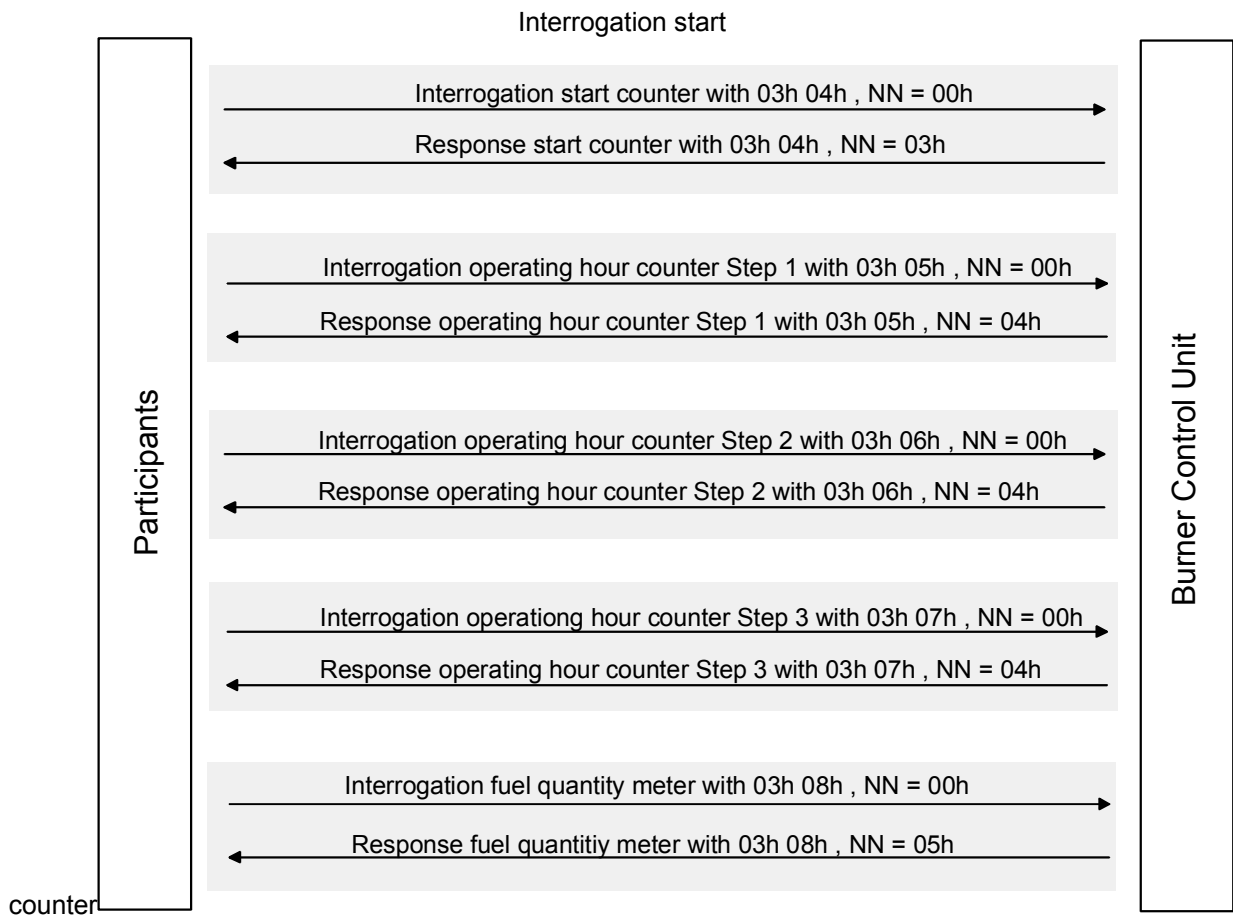 Interrogation start
Participants
Interrogation start counter with 03h 04h , NN = 00h
Response start counter with 03h 04h , NN = 03h
Interrogation operating hour counter Step 1 with 03h 05h , NN = 00h
Response operating hour counter Step 1 with 03h 05h , NN = 04h
Interrogation operating hour counter Step 2 with 03h 06h , NN = 00h
Response operating hour counter Step 2 with 03h 06h , NN = 04h
Interrogation operationg hour counter Step 3 with 03h 07h , NN = 00h
Response operating hour counter Step 3 with 03h 07h , NN = 04h
Interrogation fuel quantity meter with 03h 08h , NN = 00h
Response fuel quantitiy meter with 03h 08h , NN = 05h
Burner Control Unit
counter